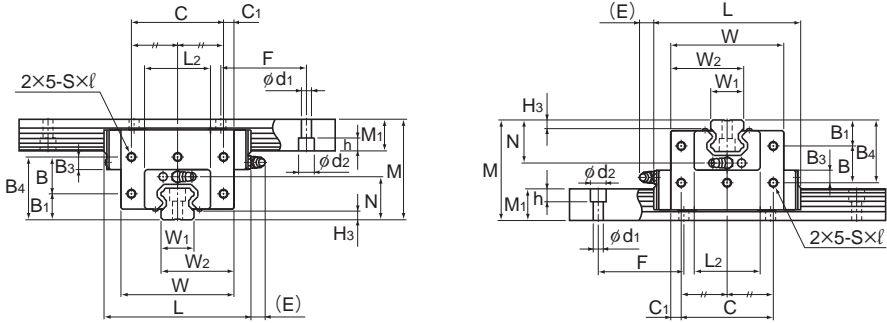 C
C1
(E)
L
L2
F
W
2×5-S×ℓ
φd1
W2
W1
H3
M1
h
φd2
M
N
B3
B
B4
B1
N
B1
M
B3
B
B4
φd2
M1
h
H3
W1
W2
φd1
2×5-S×ℓ
W
F
L2
L
(E)
C1
C